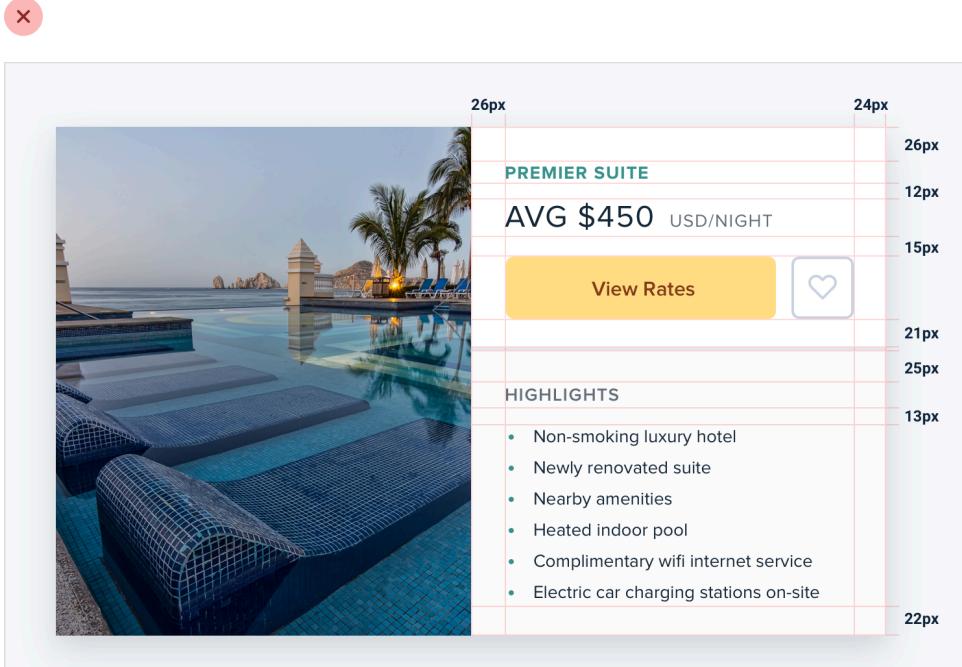 26px
24px
26px
PREMIER SUITE
12px
AVG $450 USD/NIGHT
15px
View Rates
21px
25px
HIGHLIGHTS
13px
Non-smoking luxury hotel
Newly renovated suite
Nearby amenities
Heated indoor pool
Complimentary wifi internet service
Electric car charging stations on-site
22px